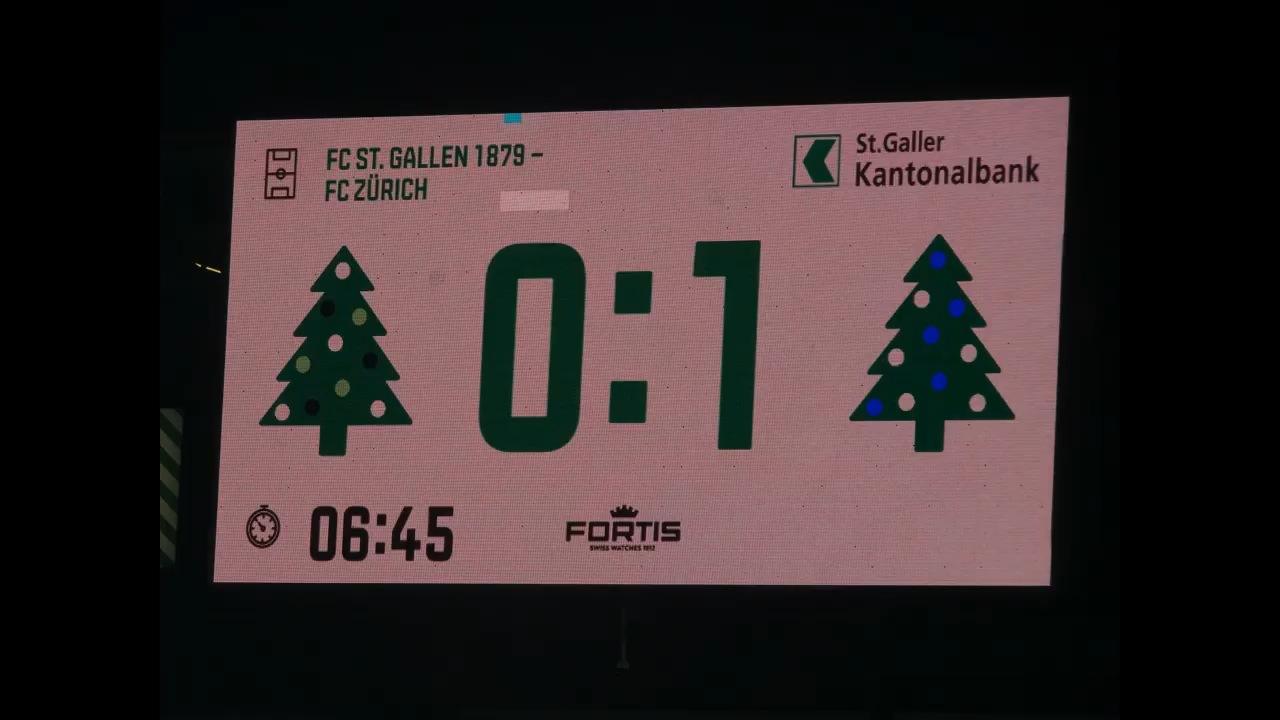 FC ST. GALLEN 1879 –
FC ZÜRICH
St.Galler
Kantonalbank
0:1
06:45
FORTIS
SWISS WATCHES 1912